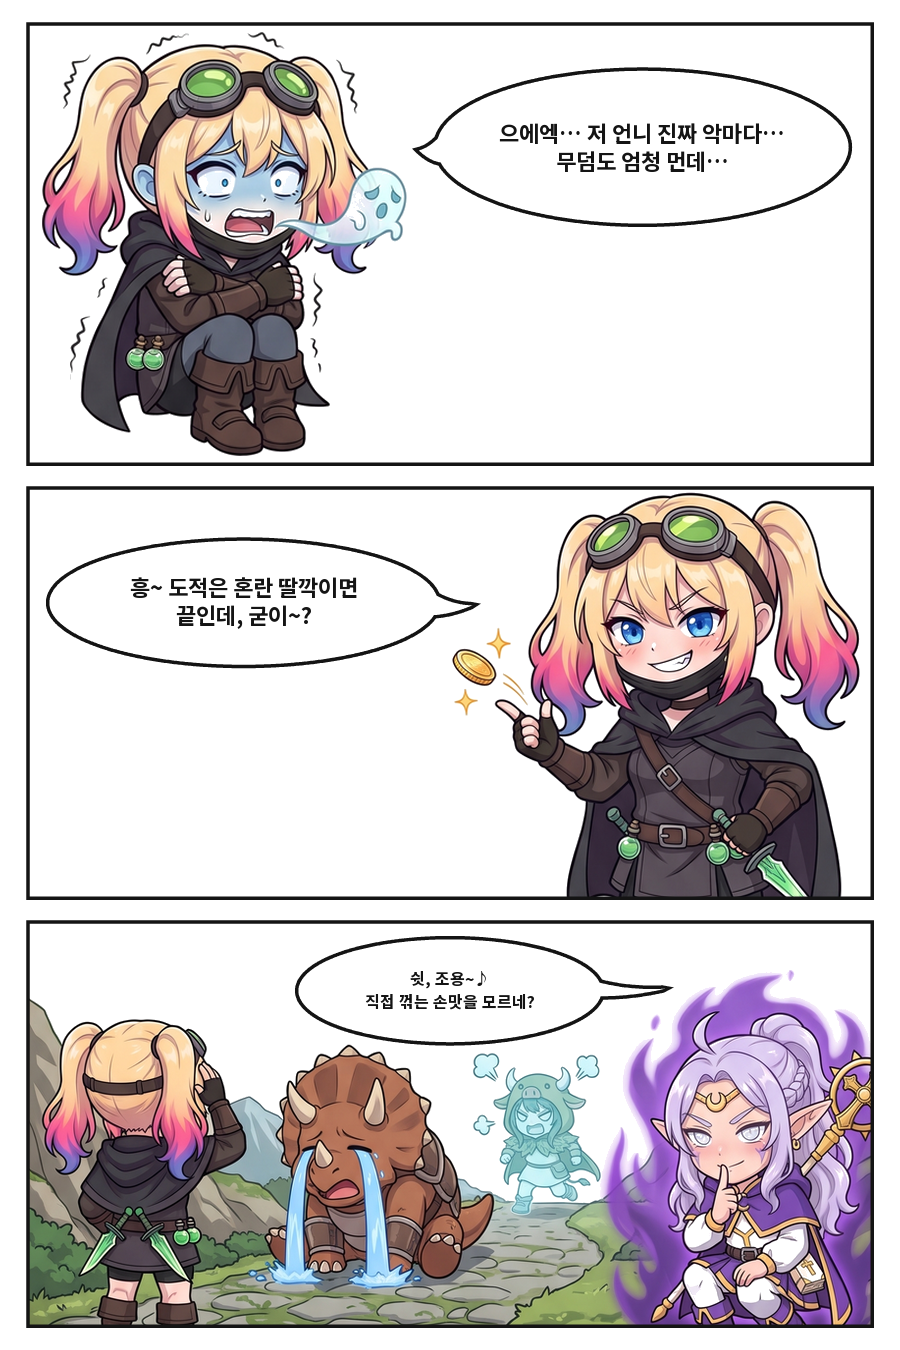 으에엑… 저 언니 진짜 악마다…
무덤도 엄청 먼데…
흥~ 도적은 혼란 딸깍이면
끝인데, 굳이~?
쉿, 조용~♪
직접 꺾는 손맛을 모르네?